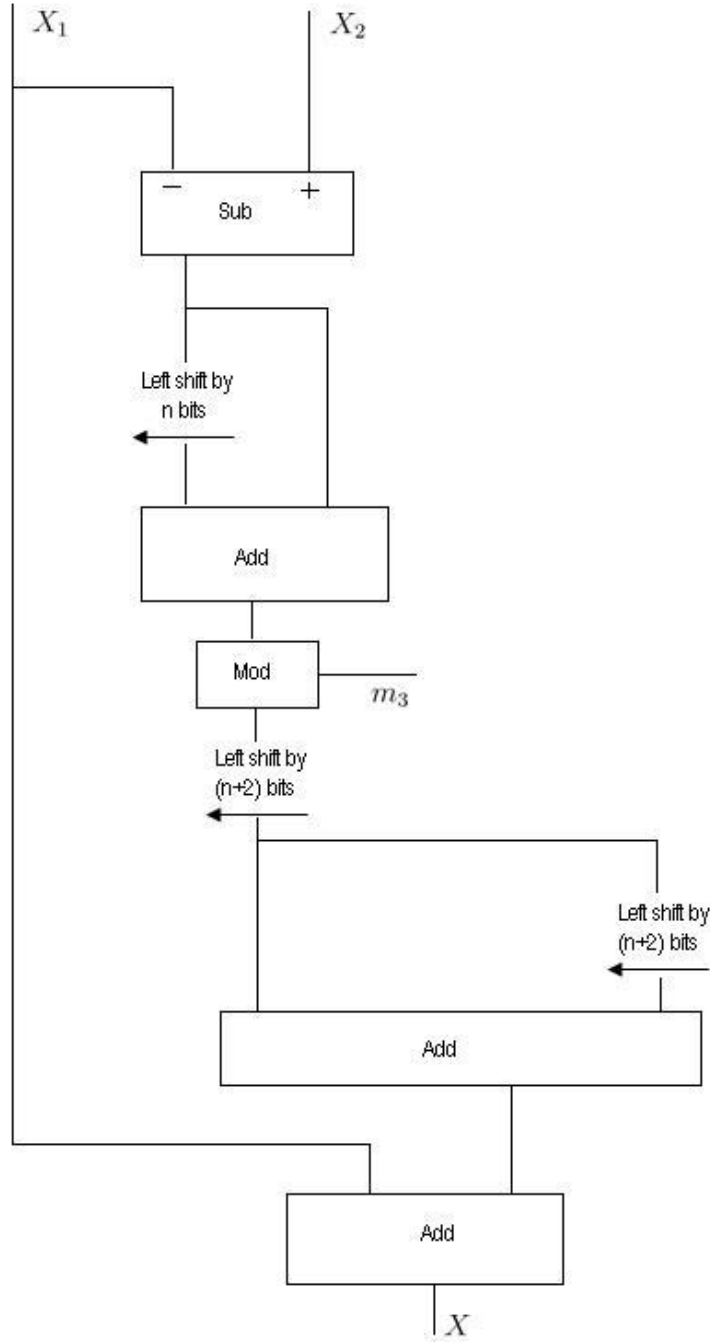 X₁
X₂
− +
Sub
Left shift by
n bits
Add
Mod
m₃
Left shift by
(n+2) bits
Left shift by
(n+2) bits
Add
Add
X